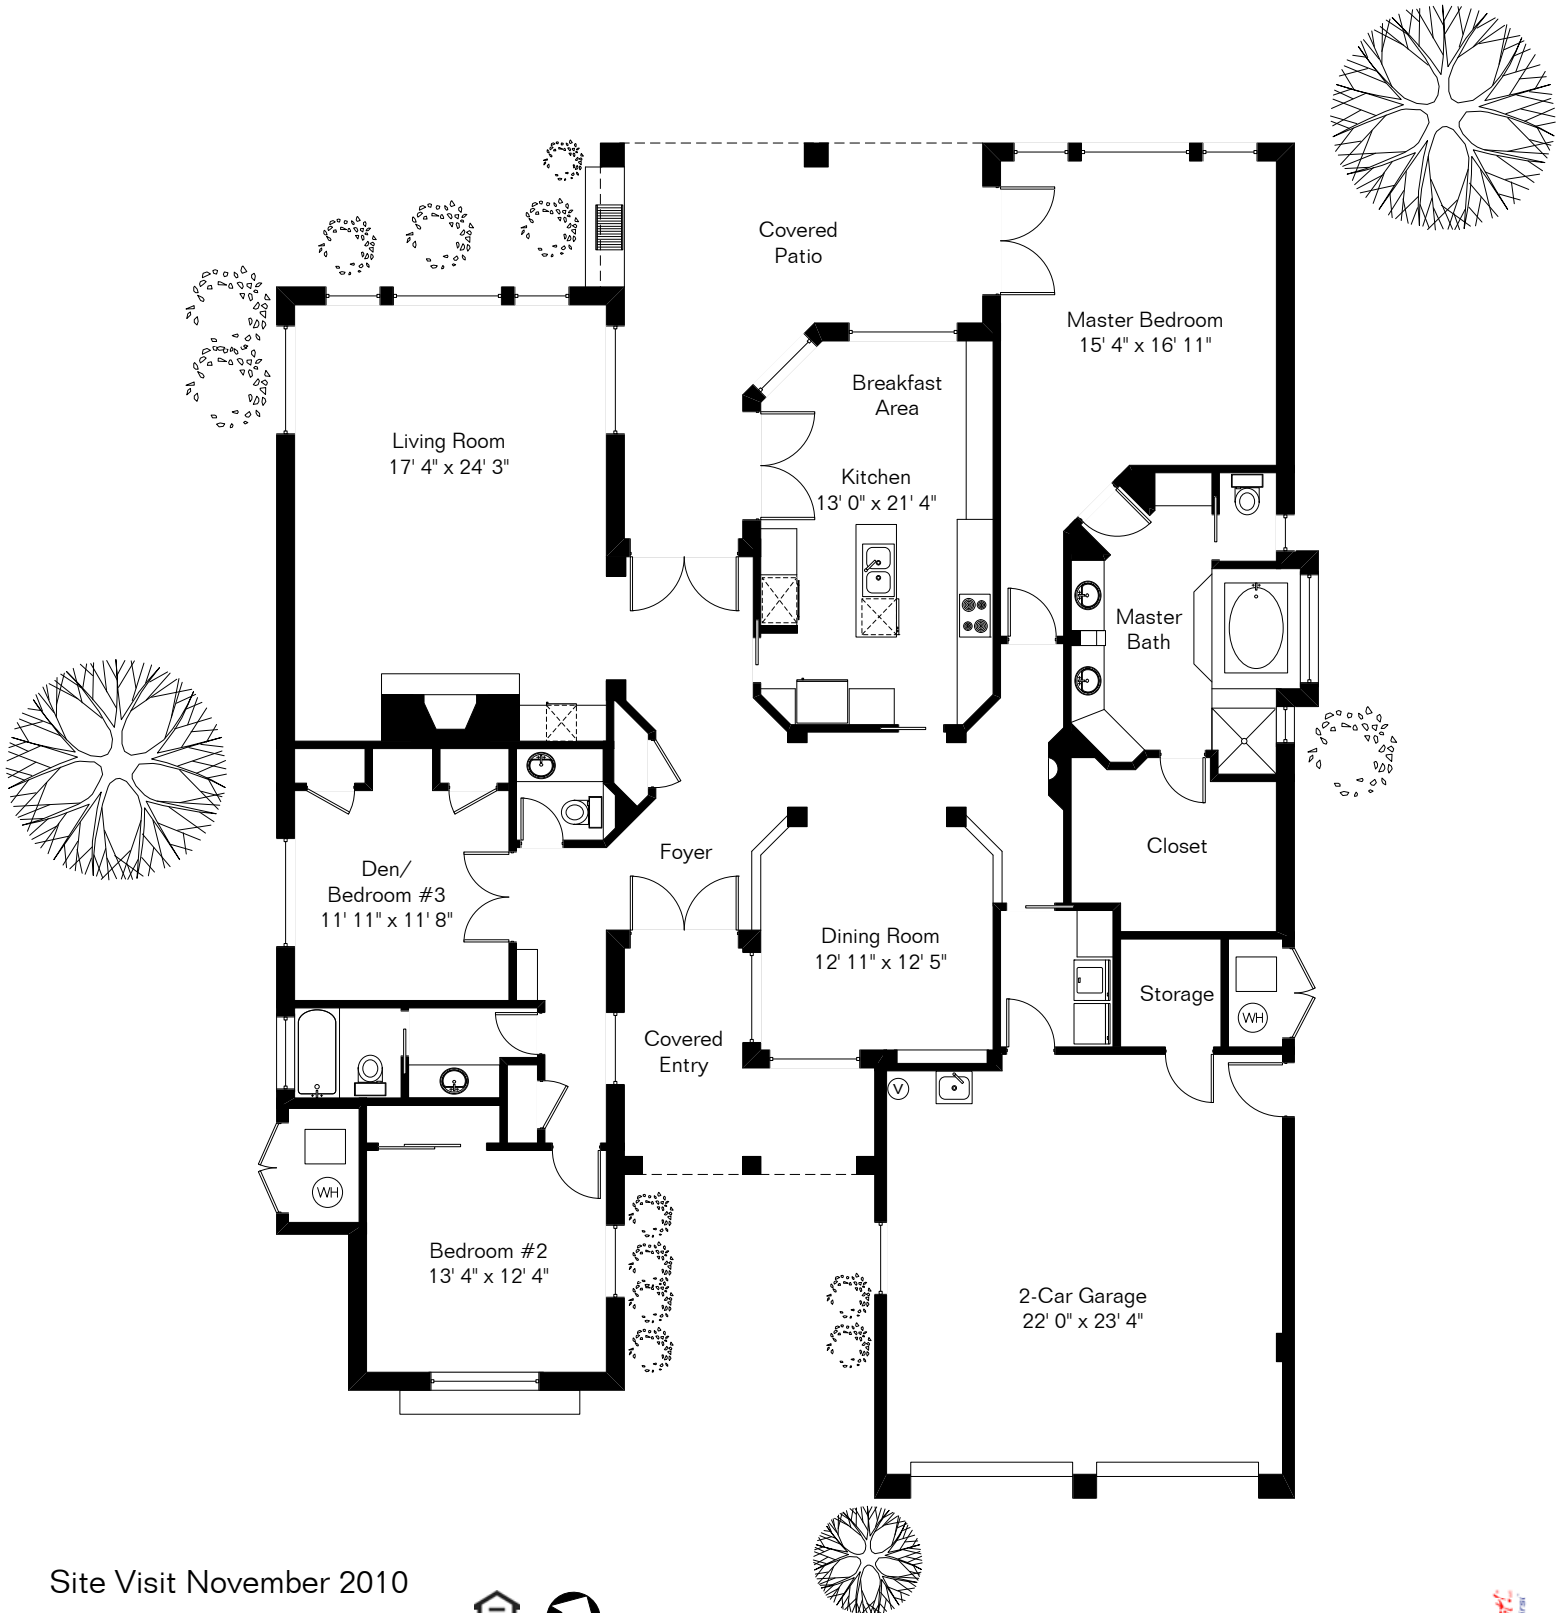 Covered
Patio
Master Bedroom
15' 4" x 16' 11"
Breakfast
Area
Living Room
17' 4" x 24' 3"
Kitchen
13' 0" x 21' 4"
Master
Bath
Foyer
Closet
Den/
Bedroom #3
11' 11" x 11' 8"
Dining Room
12' 11" x 12' 5"
Storage
WH
Covered
Entry
V
WH
Bedroom #2
13' 4" x 12' 4"
2-Car Garage
22' 0" x 23' 4"
Site Visit November 2010